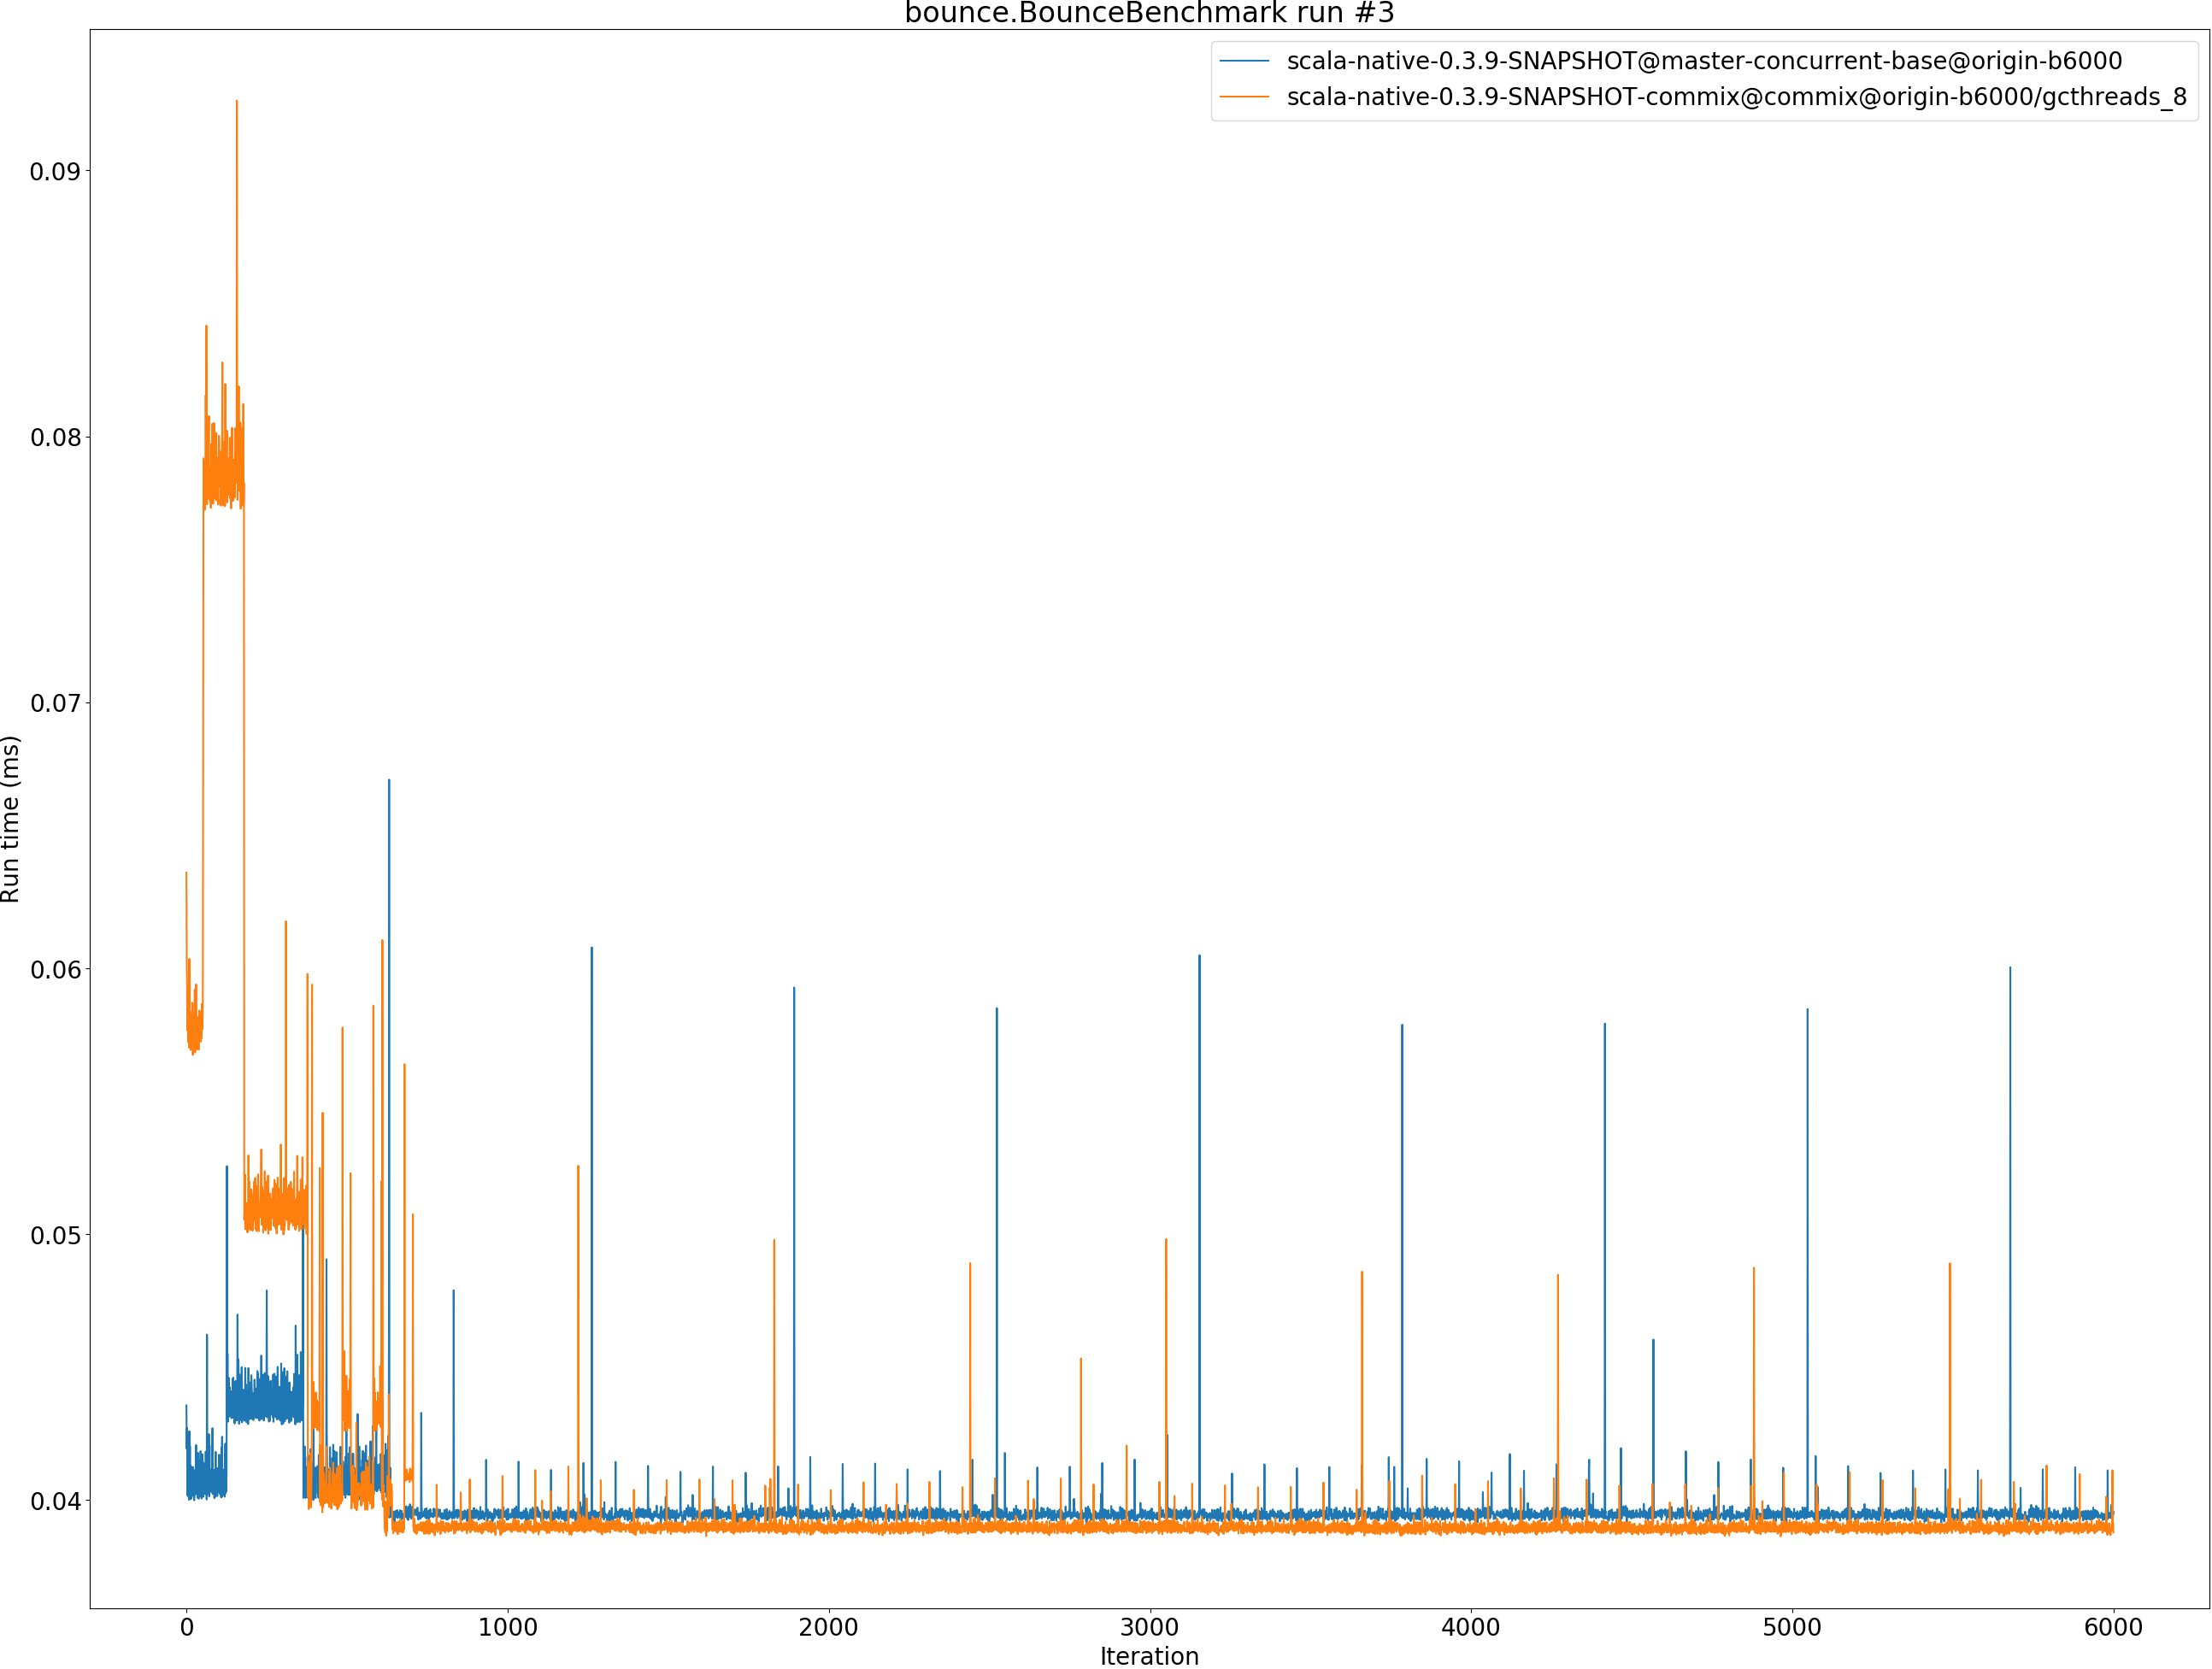 bounce.BounceBenchmark run #3
scala-native-0.3.9-SNAPSHOT@master-concurrent-base@origin-b6000
scala-native-0.3.9-SNAPSHOT-commix@commix@origin-b6000/gcthreads_8
0.09
0.08
0.07
0.06
0.05
0.04
Run time (ms)
0 1000 2000 3000 4000 5000 6000
Iteration